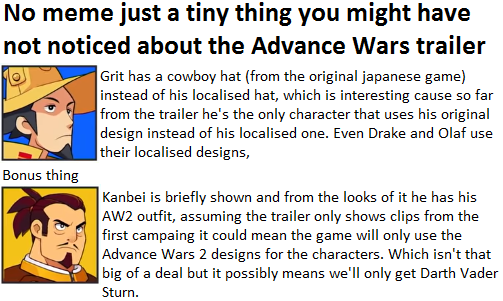 No meme just a tiny thing you might have
not noticed about the Advance Wars trailer
Grit has a cowboy hat (from the original japanese game)
instead of his localised hat, which is interesting cause so far
from the trailer he's the only character that uses his original
design instead of his localised one. Even Drake and Olaf use
their localised designs,
Bonus thing
Kanbei is briefly shown and from the looks of it he has his
AW2 outfit, assuming the trailer only shows clips from the
first campaing it could mean the game will only use the
Advance Wars 2 designs for the characters. Which isn't that
big of a deal but it possibly means we'll only get Darth Vader
Sturn.